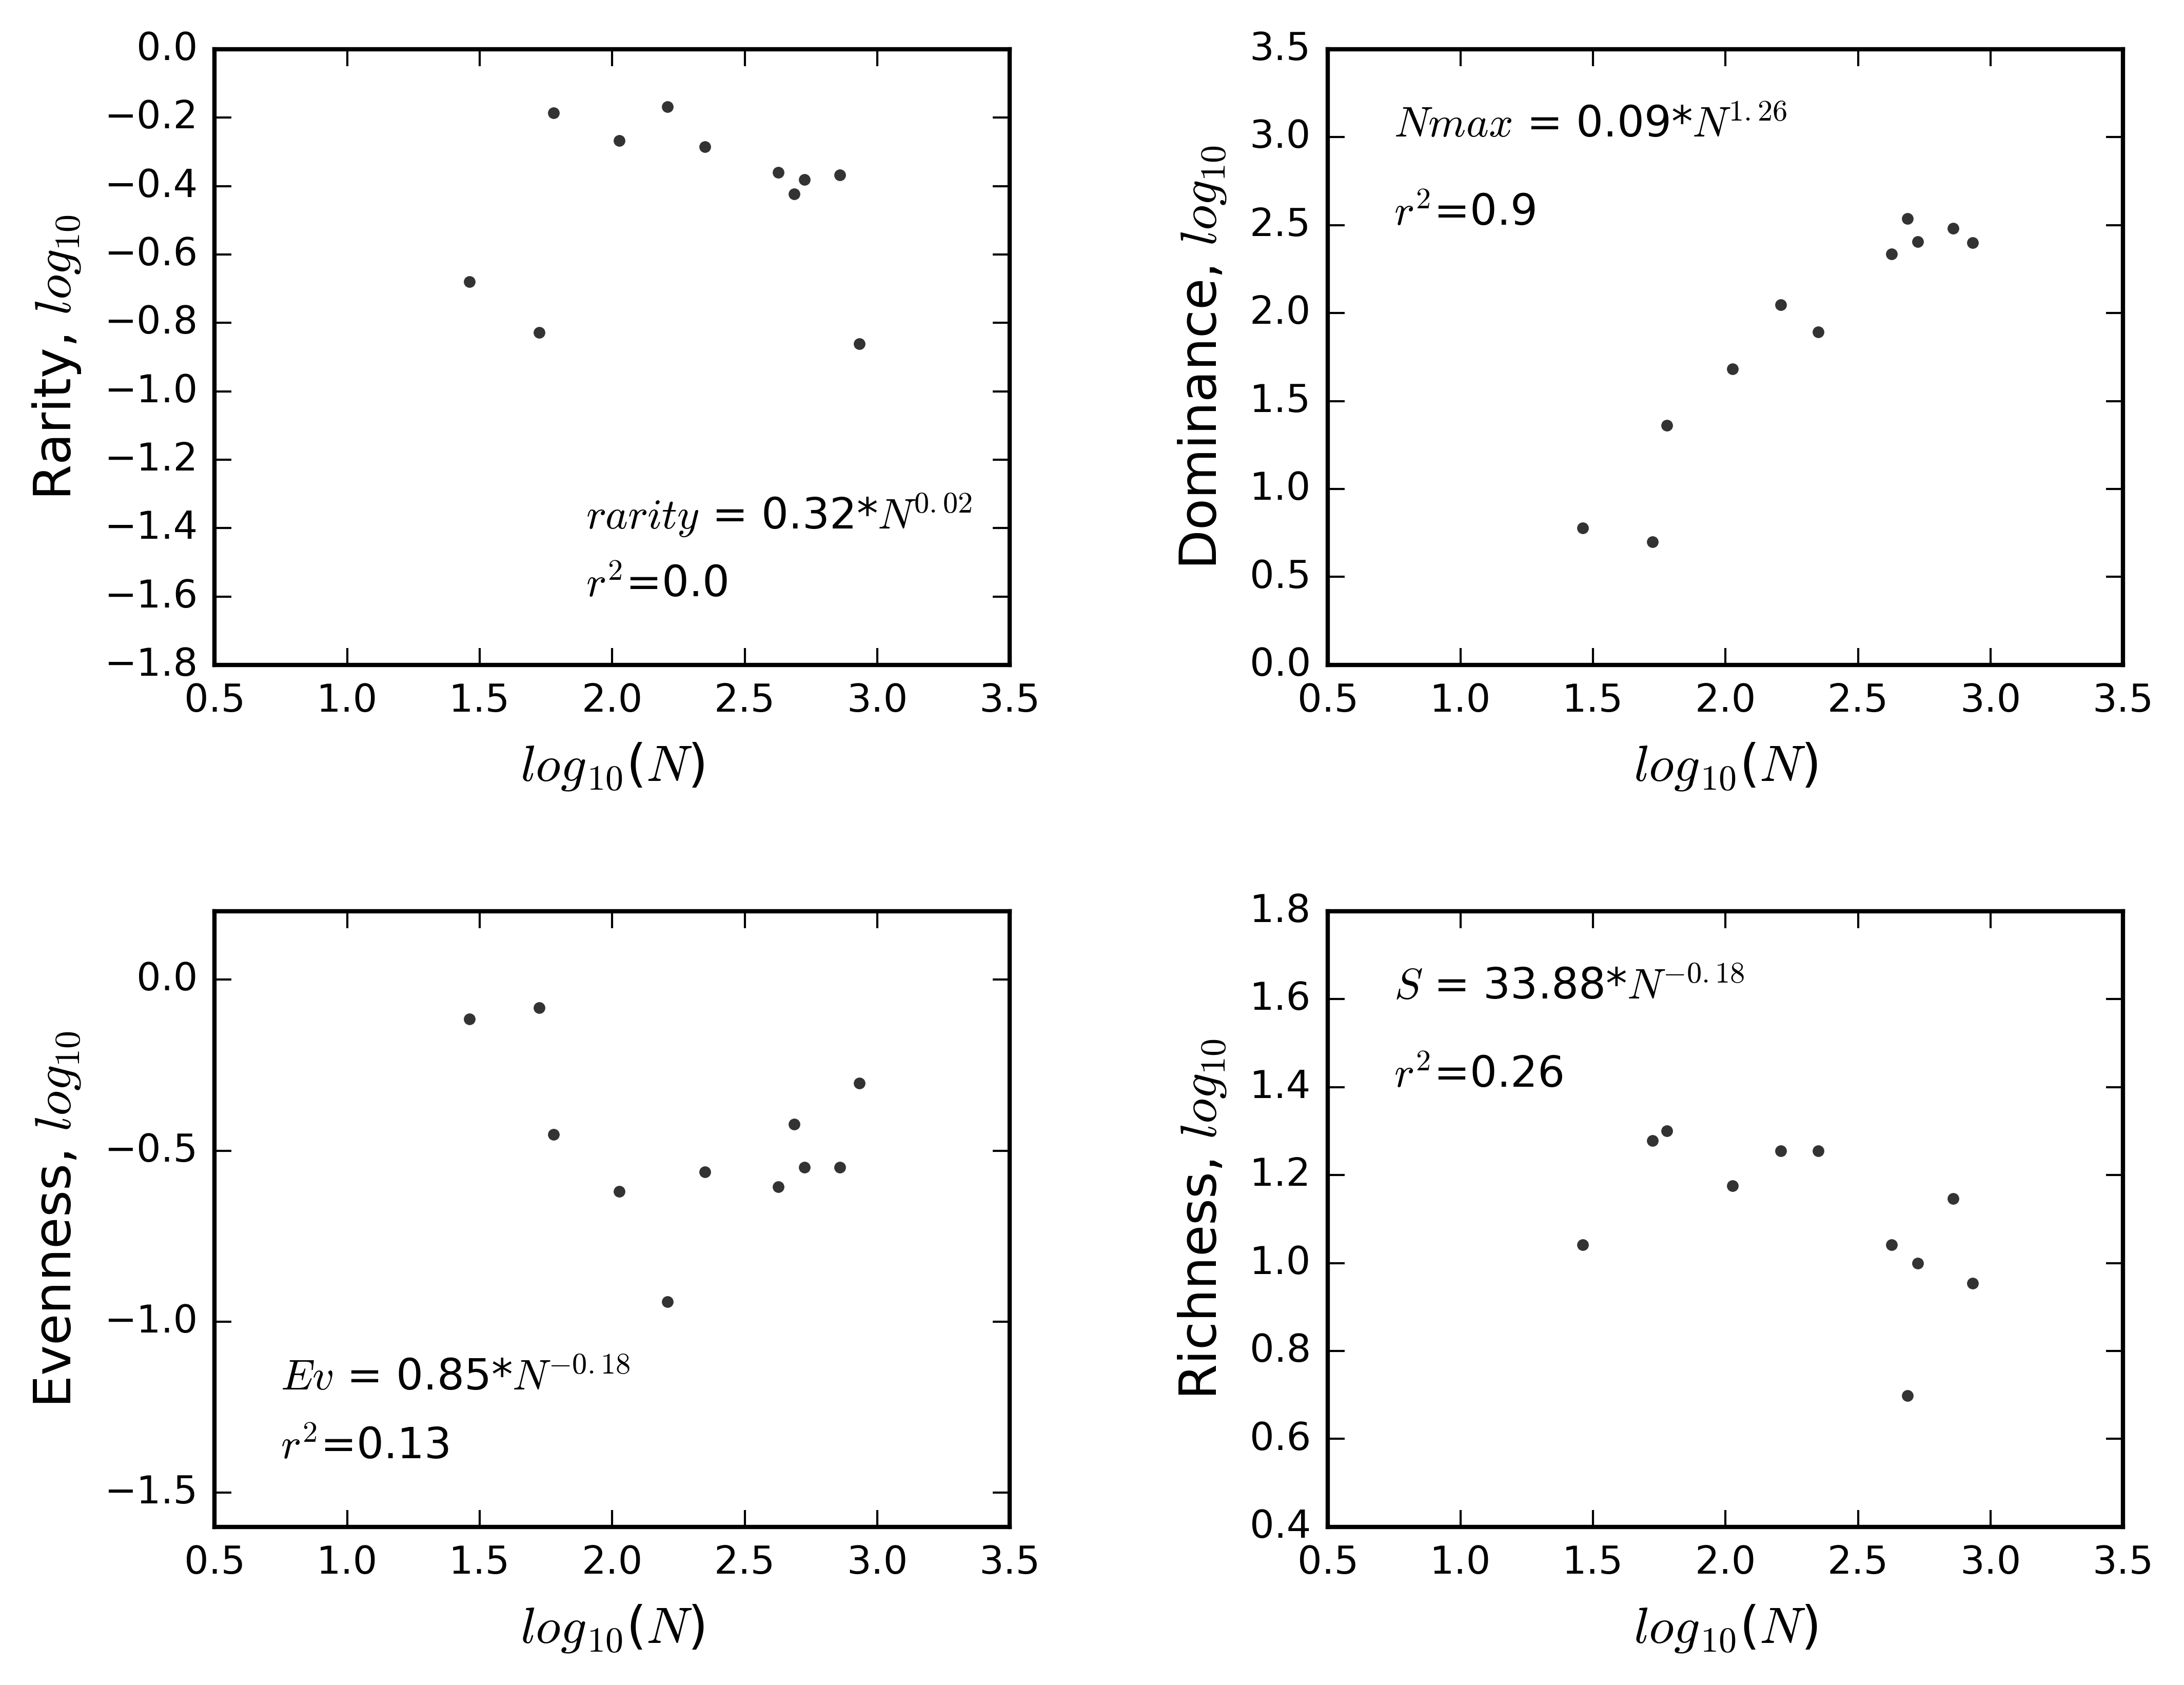 0.0
−0.2
−0.4
−0.6
−0.8
−1.0
−1.2
−1.4
−1.6
−1.8
Rarity, log₁₀
rarity = 0.32*N^0.02
r²=0.0
0.5 1.0 1.5 2.0 2.5 3.0 3.5
log₁₀(N)
3.5
3.0
2.5
2.0
1.5
1.0
0.5
0.0
Dominance, log₁₀
Nmax = 0.09*N^1.26
r²=0.9
0.5 1.0 1.5 2.0 2.5 3.0 3.5
log₁₀(N)
0.0
−0.5
−1.0
−1.5
Evenness, log₁₀
Ev = 0.85*N^−0.18
r²=0.13
0.5 1.0 1.5 2.0 2.5 3.0 3.5
log₁₀(N)
1.8
1.6
1.4
1.2
1.0
0.8
0.6
0.4
Richness, log₁₀
S = 33.88*N^−0.18
r²=0.26
0.5 1.0 1.5 2.0 2.5 3.0 3.5
log₁₀(N)